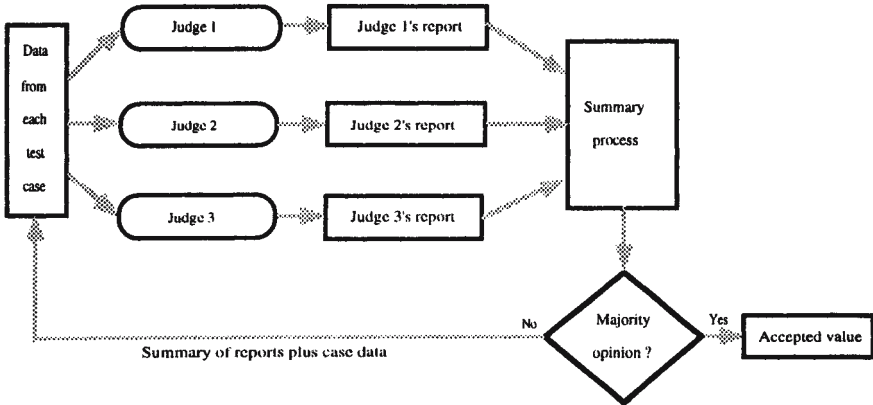 Data
from
each
test
case
Judge 1
Judge 1's report
Judge 2
Judge 2's report
Judge 3
Judge 3's report
Summary
process
Majority
opinion ?
No
Yes
Accepted value
Summary of reports plus case data